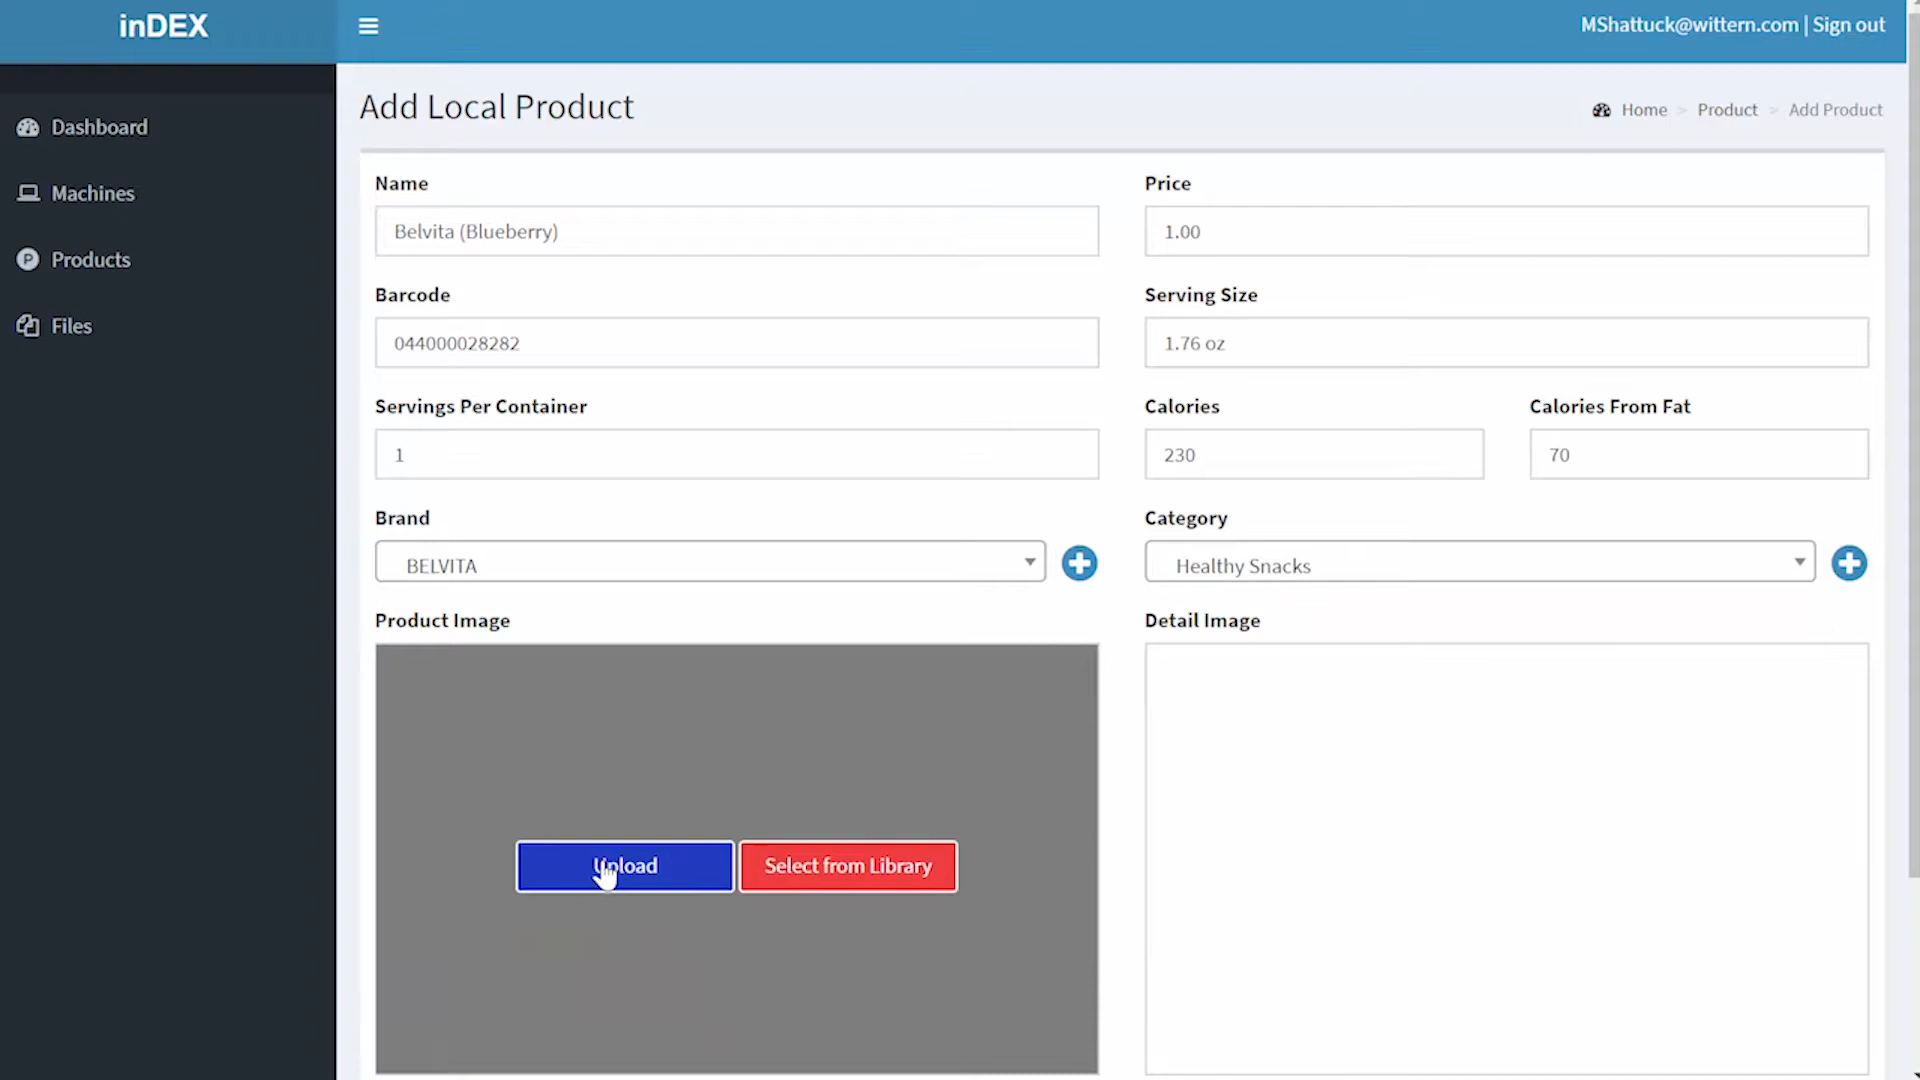 inDEX
MShattuck@wittern.com | Sign out
Dashboard
Machines
Products
Files
Add Local Product
Home > Product > Add Product
Name
Belvita (Blueberry)
Price
1.00
Barcode
044000028282
Serving Size
1.76 oz
Servings Per Container
1
Calories
230
Calories From Fat
70
Brand
BELVITA
Category
Healthy Snacks
Product Image
Upload
Select from Library
Detail Image